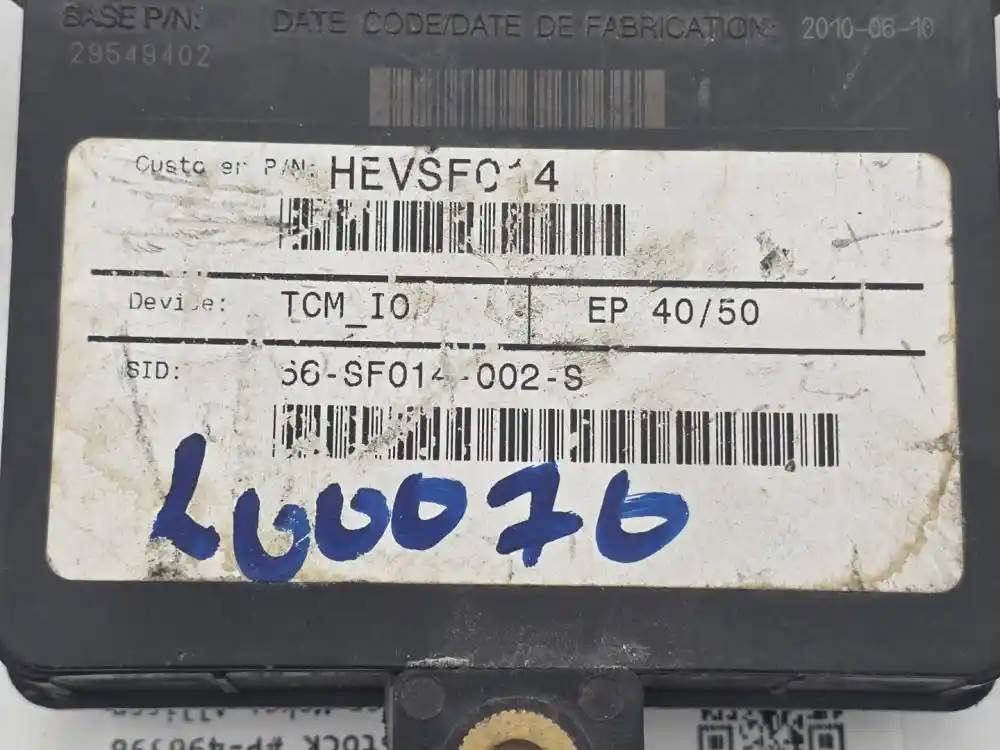 BASE P/N: DATE CODE/DATE DE FABRICATION: 2010-06-10
29549402
Customer P/N: HEVSF014
Device: TCM_IO EP 40/50
SID: 66-SF014-002-S